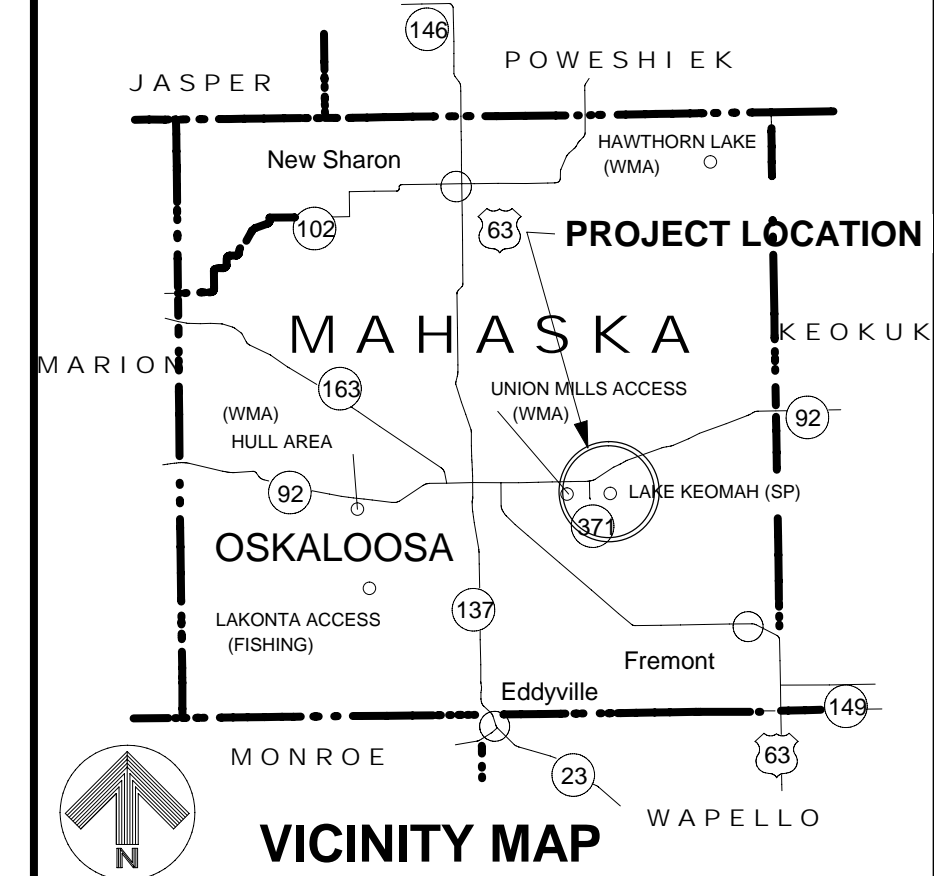 146
JASPER
POWESHIEK
New Sharon
HAWTHORN LAKE
(WMA)
102
63
PROJECT LOCATION
MAHASKA
KEOKUK
MARION
163
UNION MILLS ACCESS
(WMA)
(WMA)
HULL AREA
92
92
LAKE KEOMAH (SP)
371
OSKALOOSA
LAKONTA ACCESS
(FISHING)
137
Fremont
Eddyville
149
MONROE
63
23
WAPELLO
N
VICINITY MAP